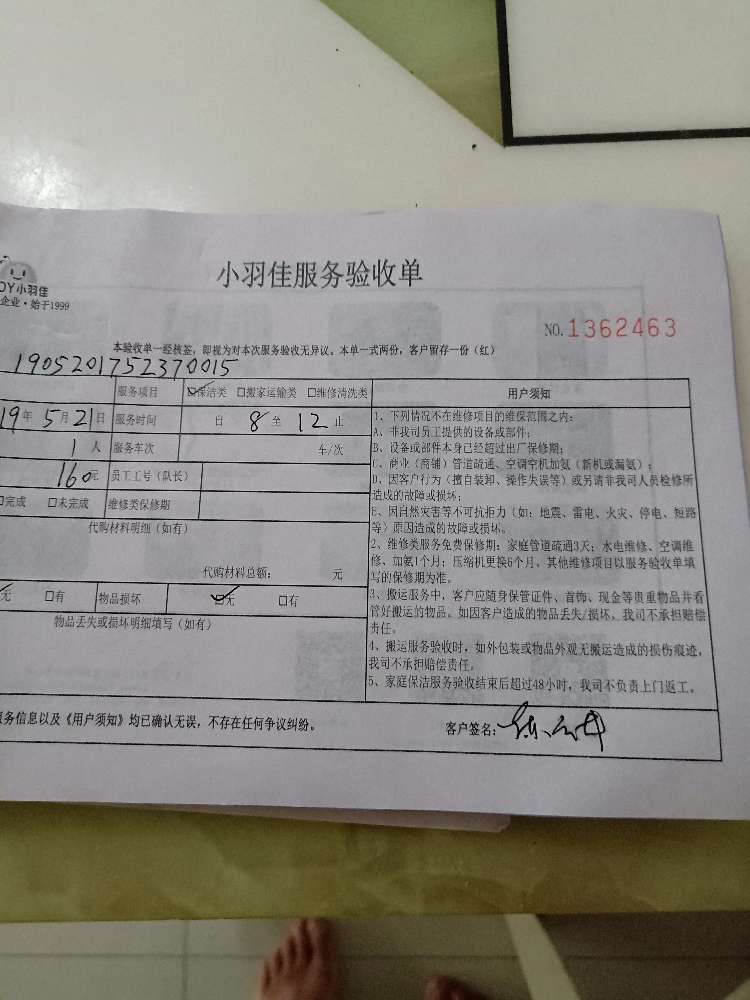 小羽佳服务验收单
OY小羽佳
企业·始于1999
NO.1362463
本验收单一经核签，即视为对本次服务验收无异议。本单一式两份，客户留存一份（红）
1905201752370015
服务项目 ☑保洁类 □搬家运输类 □维修清洗类
19年5月21日 服务时间 自 8 至 12 止
1人 服务车次 车/次
160元 员工工号（队长）
□完成 □未完成 维修类保修期
代购材料明细（如有）
代购材料总额： 元
无 □有 物品损坏 ☑无 □有
物品丢失或损坏明细填写（如有）
用户须知
1、下列情况不在维修项目的维保范围之内：
A、非我司员工提供的设备或部件；
B、设备或部件本身已经超过出厂保修期；
C、商业（商铺）管道疏通、空调空机加氨（新机或漏氨）；
D、因客户行为（擅自装卸、操作失误等）或另请非我司人员检修所
造成的故障或损坏；
E、因自然灾害等不可抗拒力（如：地震、雷电、火灾、停电、短路
等）原因造成的故障或损坏。
2、维修类服务免费保修期：家庭管道疏通3天；水电维修、空调维
修、加氨1个月；压缩机更换6个月。其他维修项目以服务验收单填
写的保修期为准。
3、搬运服务中，客户应随身保管证件、首饰、现金等贵重物品并看
管好搬运的物品。如因客户造成的物品丢失/损坏，我司不承担赔偿
责任。
4、搬运服务验收时，如外包装或物品外观无搬运造成的损伤痕迹，
我司不承担赔偿责任。
5、家庭保洁服务验收结束后超过48小时，我司不负责上门返工。
服务信息以及《用户须知》均已确认无误，不存在任何争议纠纷。
客户签名：